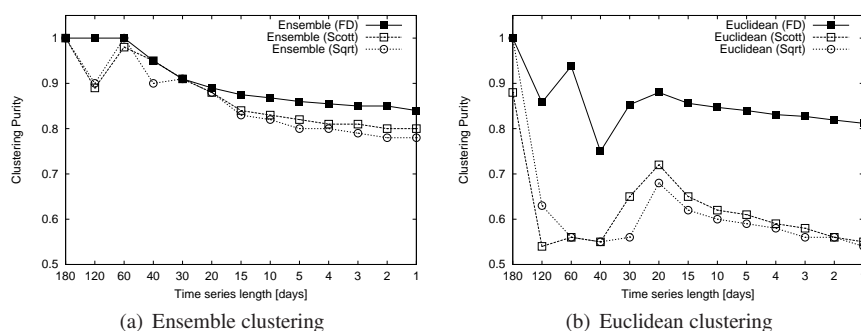 Ensemble (FD)
Ensemble (Scott)
Ensemble (Sqrt)
Clustering Purity
1
0.9
0.8
0.7
0.6
0.5
180 120 60 40 30 20 15 10 5 4 3 2 1
Time series length [days]
(a) Ensemble clustering
Euclidean (FD)
Euclidean (Scott)
Euclidean (Sqrt)
Clustering Purity
1
0.9
0.8
0.7
0.6
0.5
180 120 60 40 30 20 15 10 5 4 3 2
Time series length [days]
(b) Euclidean clustering